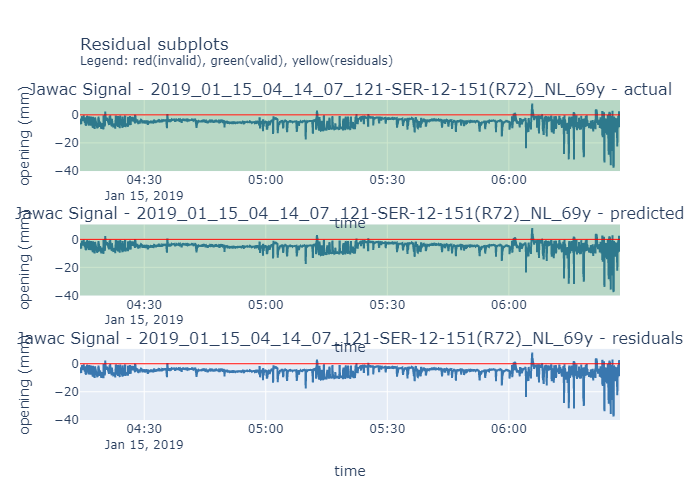 Residual subplots
Legend: red(invalid), green(valid), yellow(residuals)
Jawac Signal - 2019_01_15_04_14_07_121-SER-12-151(R72)_NL_69y - actual
opening (mm)
0
−20
−40
04:30
05:00
05:30
06:00
Jan 15, 2019
time
Jawac Signal - 2019_01_15_04_14_07_121-SER-12-151(R72)_NL_69y - predicted
opening (mm)
0
−20
−40
04:30
05:00
05:30
06:00
Jan 15, 2019
time
Jawac Signal - 2019_01_15_04_14_07_121-SER-12-151(R72)_NL_69y - residuals
opening (mm)
0
−20
−40
04:30
05:00
05:30
06:00
Jan 15, 2019
time